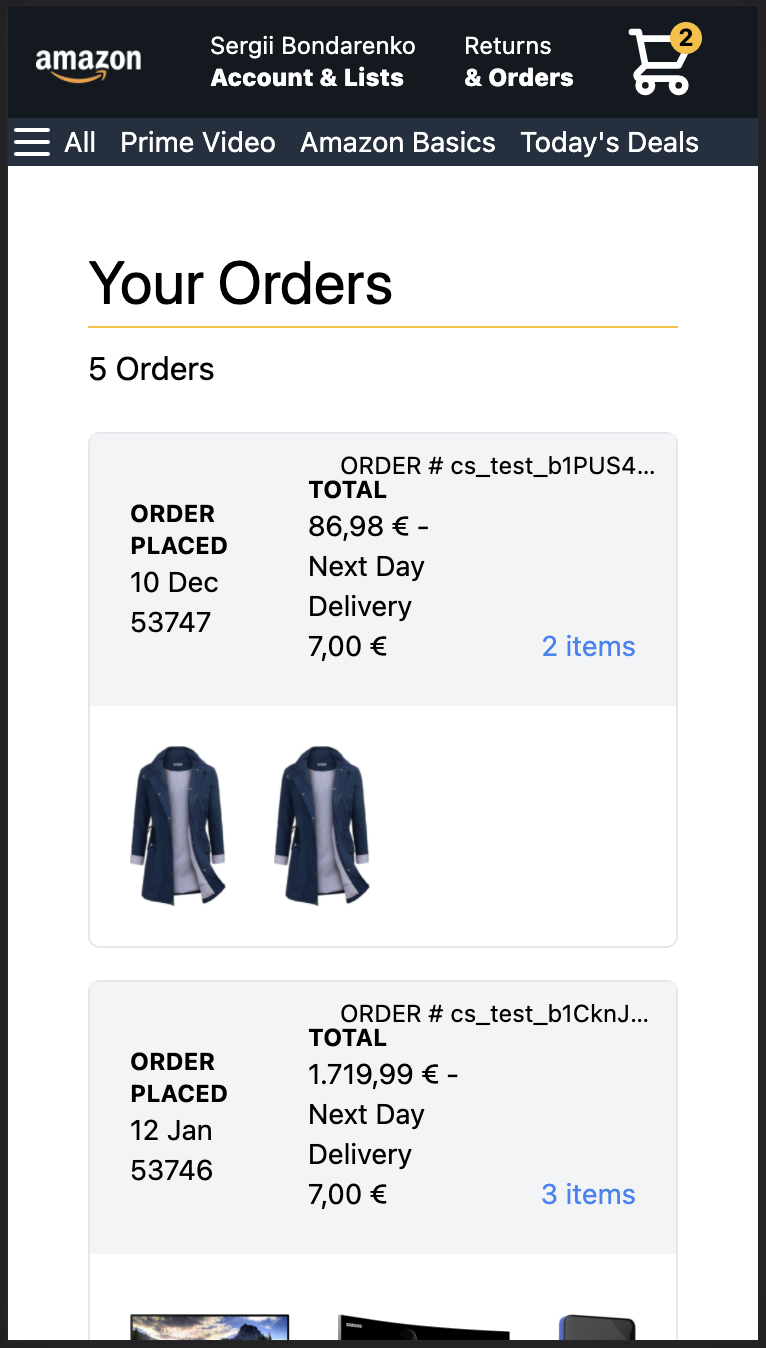 amazon
Sergii Bondarenko
Account & Lists
Returns
& Orders
2
All Prime Video Amazon Basics Today's Deals
Your Orders
5 Orders
ORDER # cs_test_b1PUS4...
ORDER
PLACED
10 Dec
53747
TOTAL
86,98 € -
Next Day
Delivery
7,00 €
2 items
ORDER # cs_test_b1CknJ...
ORDER
PLACED
12 Jan
53746
TOTAL
1.719,99 € -
Next Day
Delivery
7,00 €
3 items
SAMSUNG